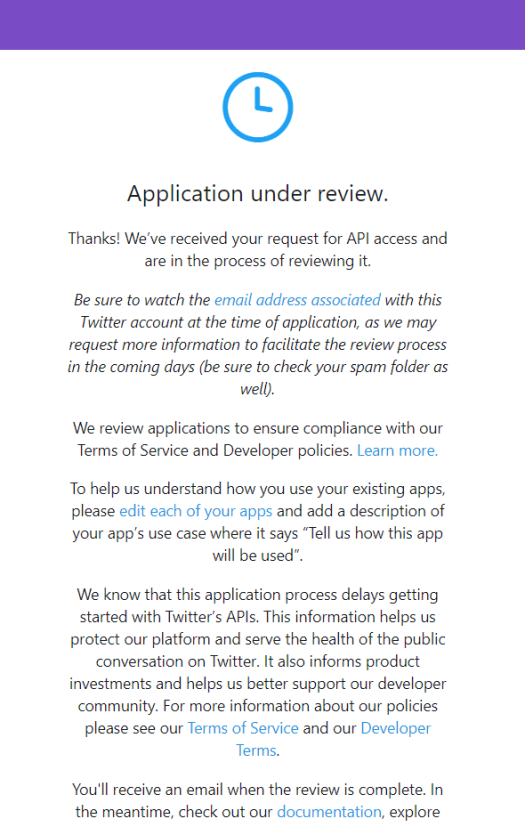 Application under review.
Thanks! We’ve received your request for API access and
are in the process of reviewing it.
Be sure to watch the email address associated with this
Twitter account at the time of application, as we may
request more information to facilitate the review process
in the coming days (be sure to check your spam folder as
well).
We review applications to ensure compliance with our
Terms of Service and Developer policies. Learn more.
To help us understand how you use your existing apps,
please edit each of your apps and add a description of
your app’s use case where it says “Tell us how this app
will be used”.
We know that this application process delays getting
started with Twitter’s APIs. This information helps us
protect our platform and serve the health of the public
conversation on Twitter. It also informs product
investments and helps us better support our developer
community. For more information about our policies
please see our Terms of Service and our Developer
Terms.
You'll receive an email when the review is complete. In
the meantime, check out our documentation, explore